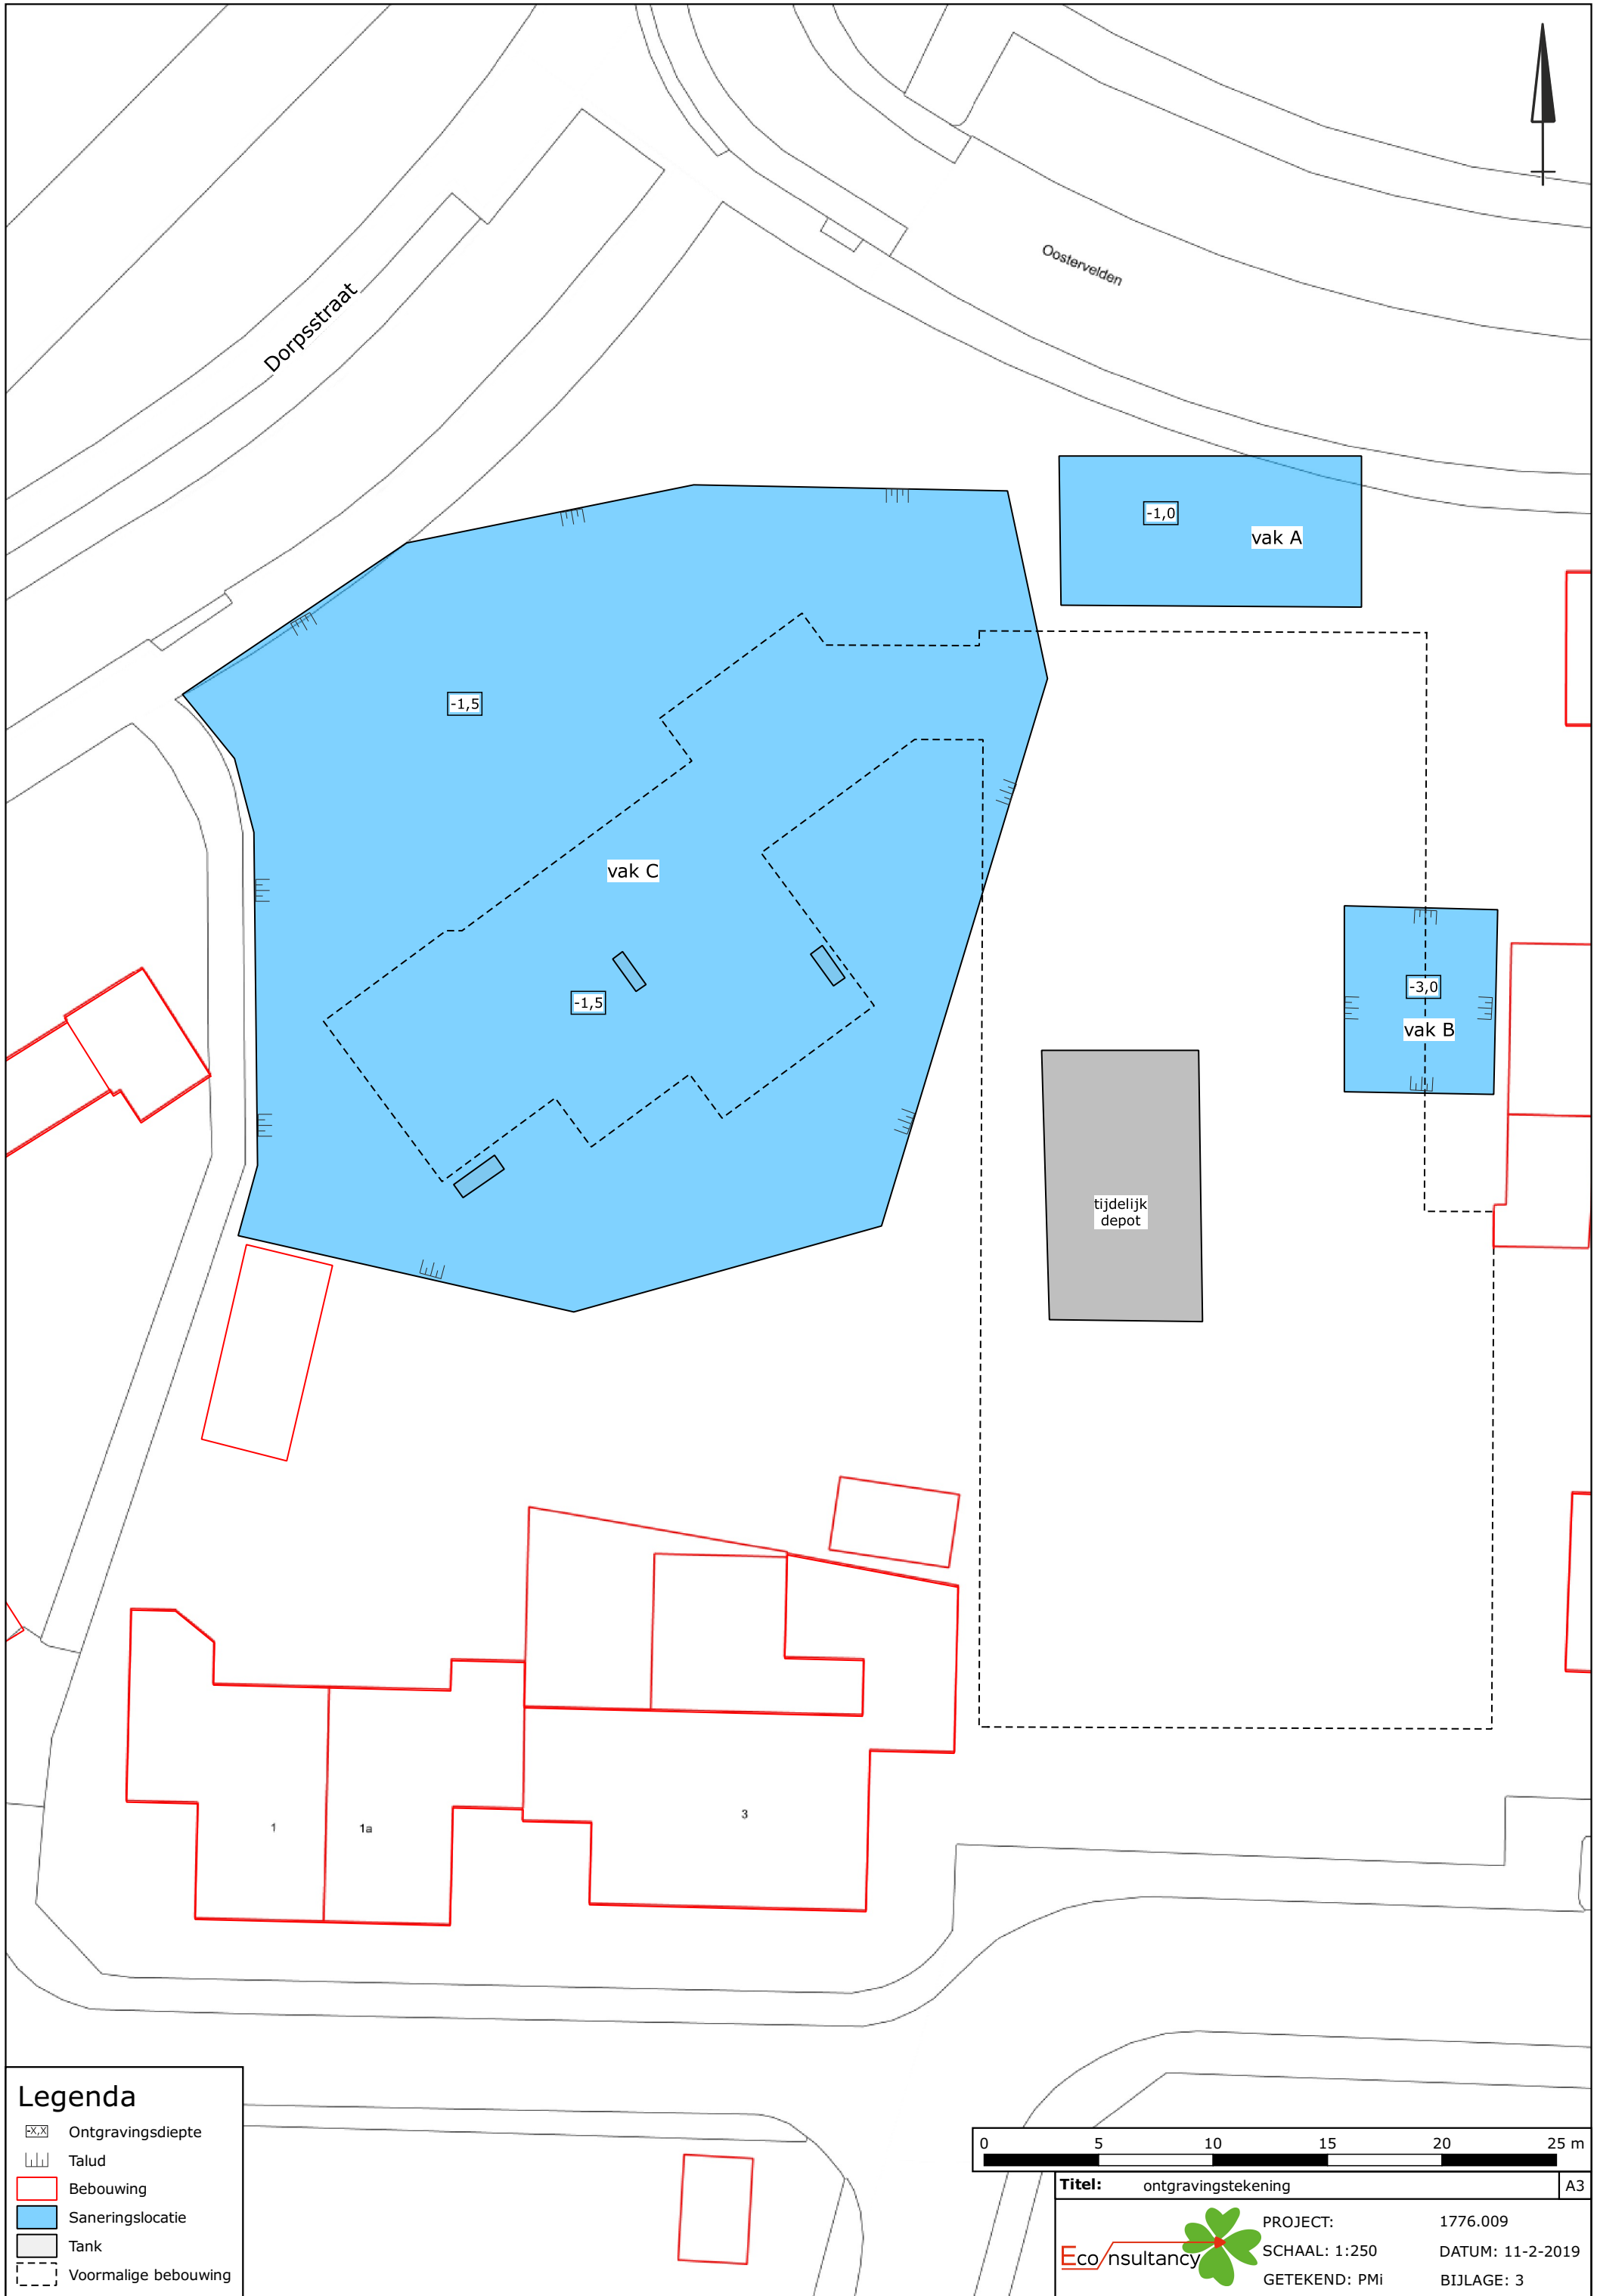 Oostervelden
Dorpsstraat
-1,0
vak A
-1,5
vak C
-1,5
-3,0
vak B
tijdelijk
depot
3
1
1a
Legenda
-X,X Ontgravingsdiepte
Talud
Bebouwing
Saneringslocatie
Tank
Voormalige bebouwing
0 5 10 15 20 25 m
Titel: ontgravingstekening A3
Econsultancy
PROJECT: 1776.009
SCHAAL: 1:250 DATUM: 11-2-2019
GETEKEND: PMi BIJLAGE: 3